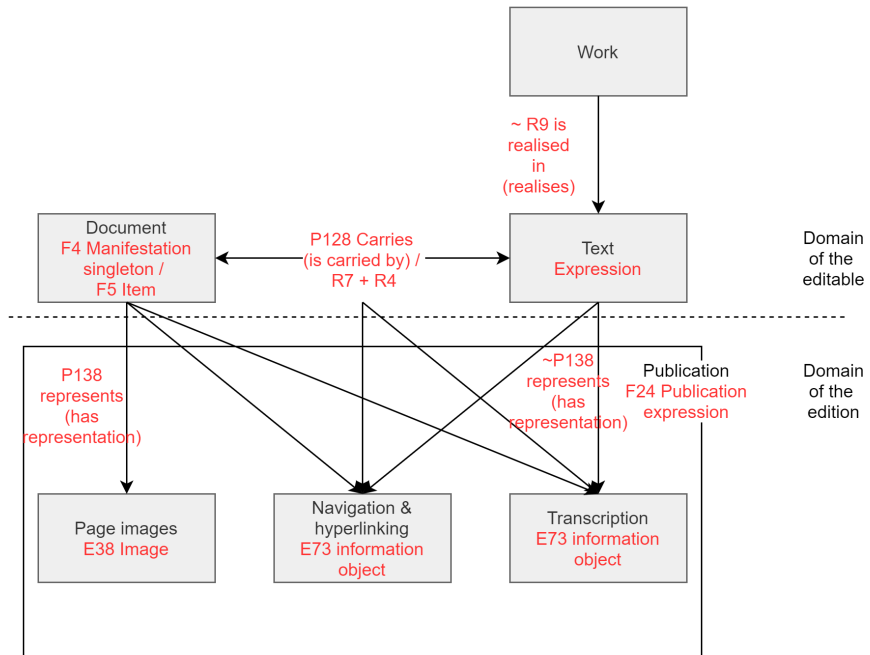 Work
~ R9 is
realised
in
(realises)
Document
F4 Manifestation
singleton /
F5 Item
P128 Carries
(is carried by) /
R7 + R4
Text
Expression
Domain
of the
editable
P138
represents
(has
representation)
~P138
represents
(has
representation)
Publication
F24 Publication
expression
Domain
of the
edition
Page images
E38 Image
Navigation &
hyperlinking
E73 information
object
Transcription
E73 information
object